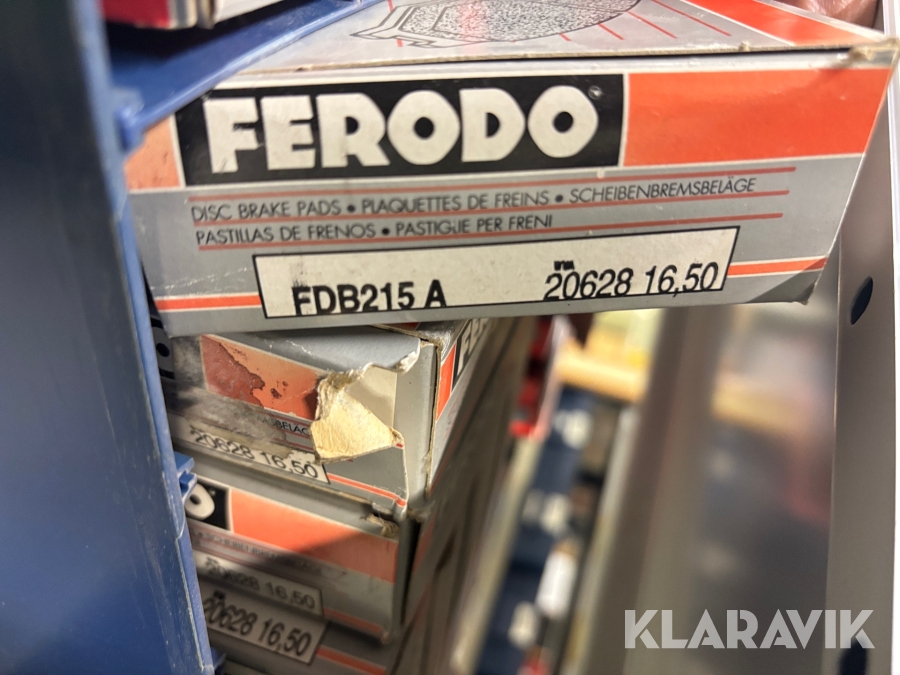 FERODO
DISC BRAKE PADS • PLAQUETTES DE FREINS • SCHEIBENBREMSBELÄGE
PASTILLAS DE FRENOS • PASTIGLIE PER FRENI
FDB215 A
WVA
20628 16,50
20628 16,50
20628 16,50
20628 16,50
KLARAVIK